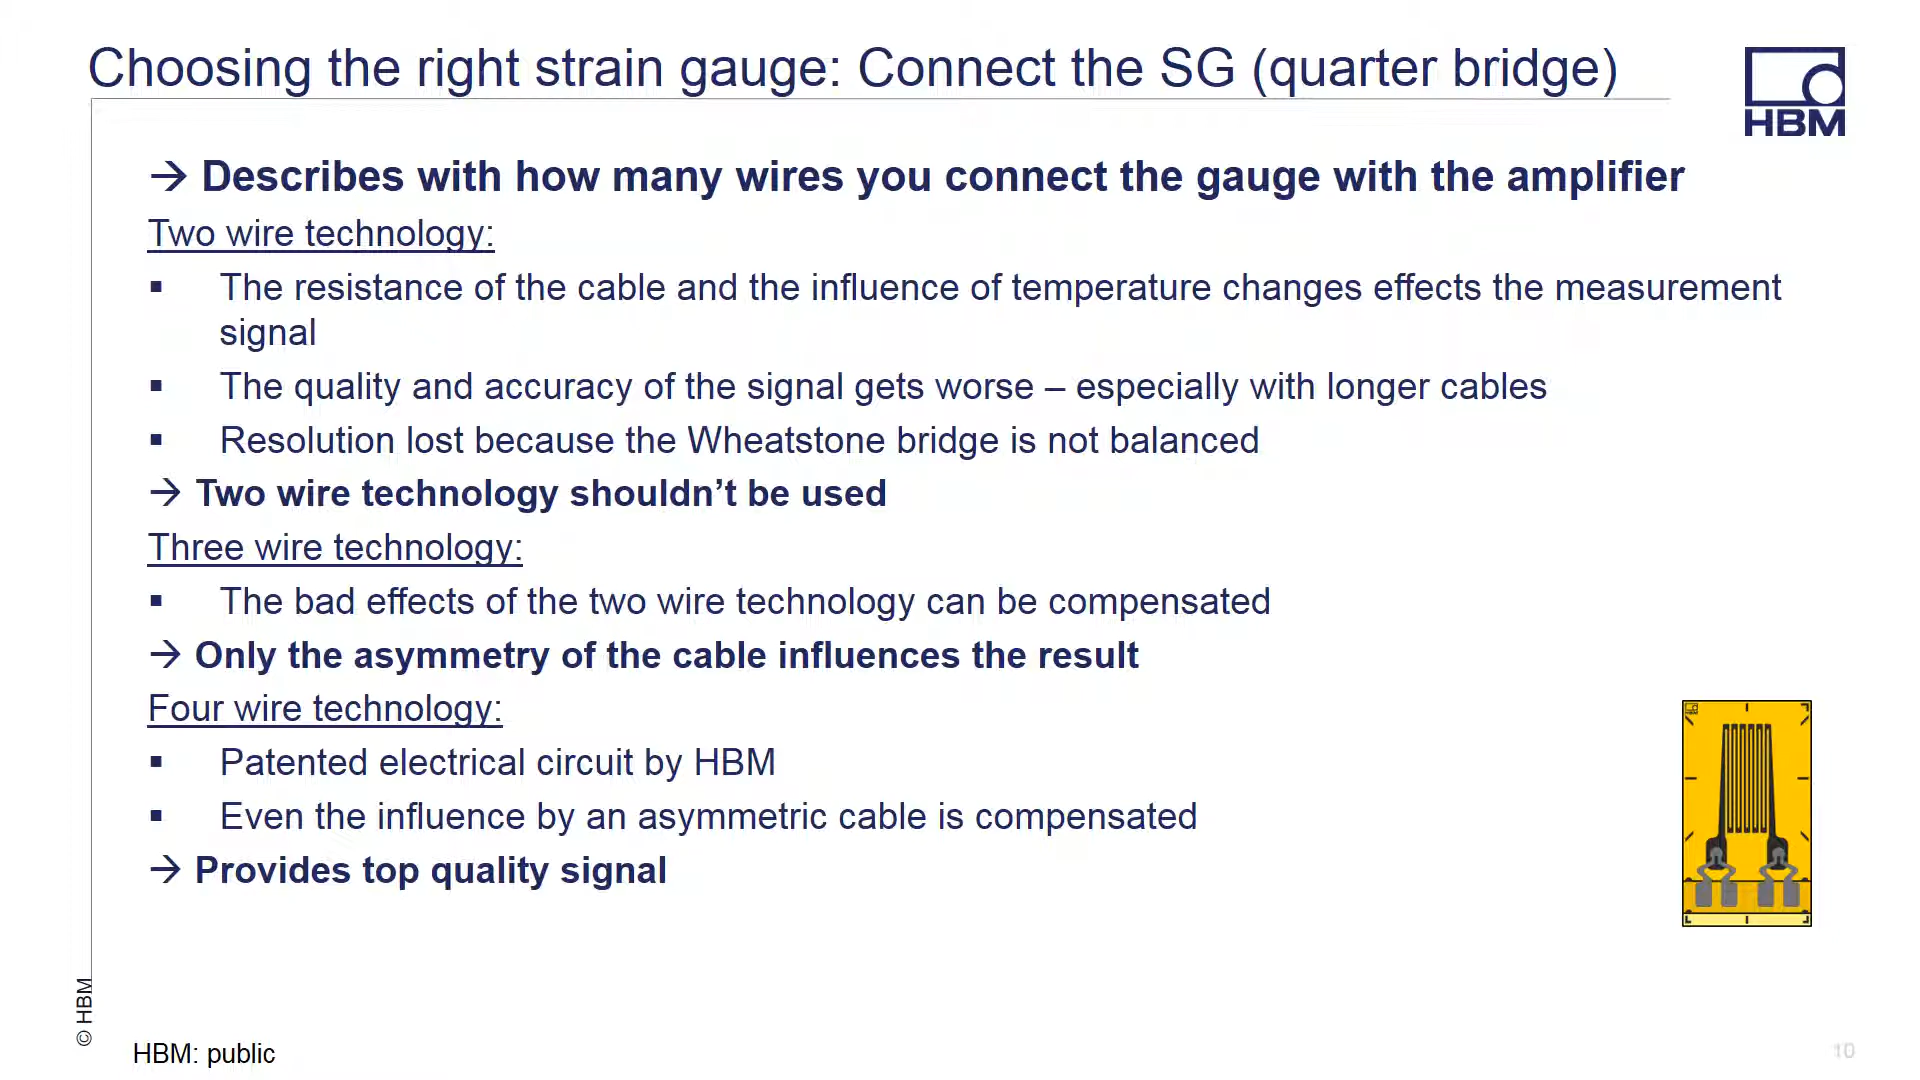 Choosing the right strain gauge: Connect the SG (quarter bridge)
HBM
→ Describes with how many wires you connect the gauge with the amplifier
Two wire technology:
▪ The resistance of the cable and the influence of temperature changes effects the measurement
signal
▪ The quality and accuracy of the signal gets worse – especially with longer cables
▪ Resolution lost because the Wheatstone bridge is not balanced
→ Two wire technology shouldn’t be used
Three wire technology:
▪ The bad effects of the two wire technology can be compensated
→ Only the asymmetry of the cable influences the result
Four wire technology:
▪ Patented electrical circuit by HBM
▪ Even the influence by an asymmetric cable is compensated
→ Provides top quality signal
© HBM
HBM: public
10